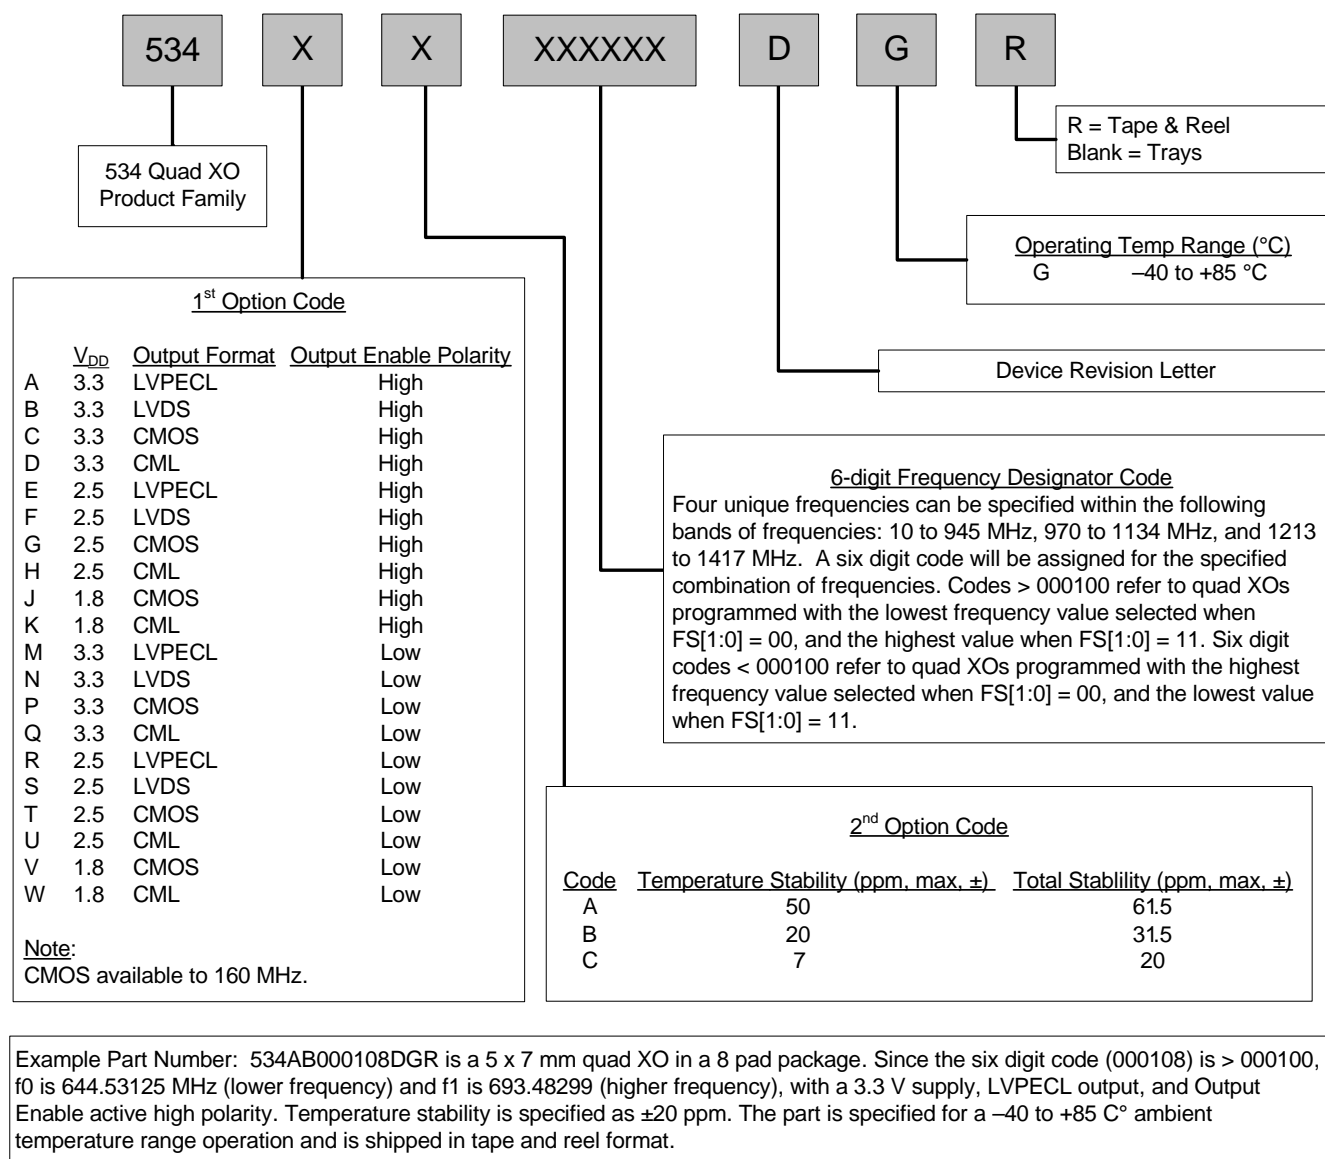 534 X X XXXXXX D G R
R = Tape & Reel
Blank = Trays
534 Quad XO
Product Family
Operating Temp Range (°C)
G –40 to +85 °C
Device Revision Letter
1st Option Code
VDD Output Format Output Enable Polarity
A 3.3 LVPECL High
B 3.3 LVDS High
C 3.3 CMOS High
D 3.3 CML High
E 2.5 LVPECL High
F 2.5 LVDS High
G 2.5 CMOS High
H 2.5 CML High
J 1.8 CMOS High
K 1.8 CML High
M 3.3 LVPECL Low
N 3.3 LVDS Low
P 3.3 CMOS Low
Q 3.3 CML Low
R 2.5 LVPECL Low
S 2.5 LVDS Low
T 2.5 CMOS Low
U 2.5 CML Low
V 1.8 CMOS Low
W 1.8 CML Low
Note:
CMOS available to 160 MHz.
6-digit Frequency Designator Code
Four unique frequencies can be specified within the following
bands of frequencies: 10 to 945 MHz, 970 to 1134 MHz, and 1213
to 1417 MHz. A six digit code will be assigned for the specified
combination of frequencies. Codes > 000100 refer to quad XOs
programmed with the lowest frequency value selected when
FS[1:0] = 00, and the highest value when FS[1:0] = 11. Six digit
codes < 000100 refer to quad XOs programmed with the highest
frequency value selected when FS[1:0] = 00, and the lowest value
when FS[1:0] = 11.
2nd Option Code
Code Temperature Stability (ppm, max, ±) Total Stablility (ppm, max, ±)
A 50 61.5
B 20 31.5
C 7 20
Example Part Number: 534AB000108DGR is a 5 x 7 mm quad XO in a 8 pad package. Since the six digit code (000108) is > 000100,
f0 is 644.53125 MHz (lower frequency) and f1 is 693.48299 (higher frequency), with a 3.3 V supply, LVPECL output, and Output
Enable active high polarity. Temperature stability is specified as ±20 ppm. The part is specified for a –40 to +85 C° ambient
temperature range operation and is shipped in tape and reel format.